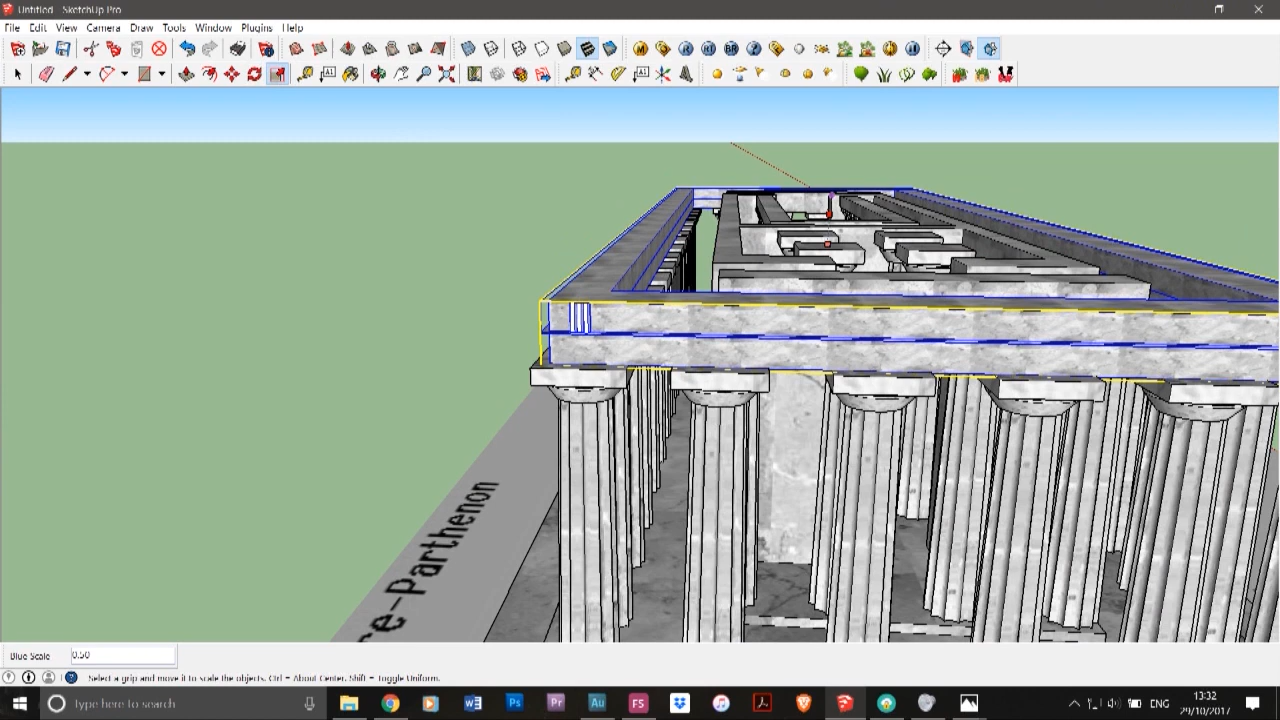 Untitled - SketchUp Pro
File Edit View Camera Draw Tools Window Plugins Help
ce-Parthenon
Blue Scale 0.50
Select a grip and move it to scale the objects. Ctrl = About Center. Shift = Toggle Uniform.
Type here to search
ENG
13:32
29/10/2017